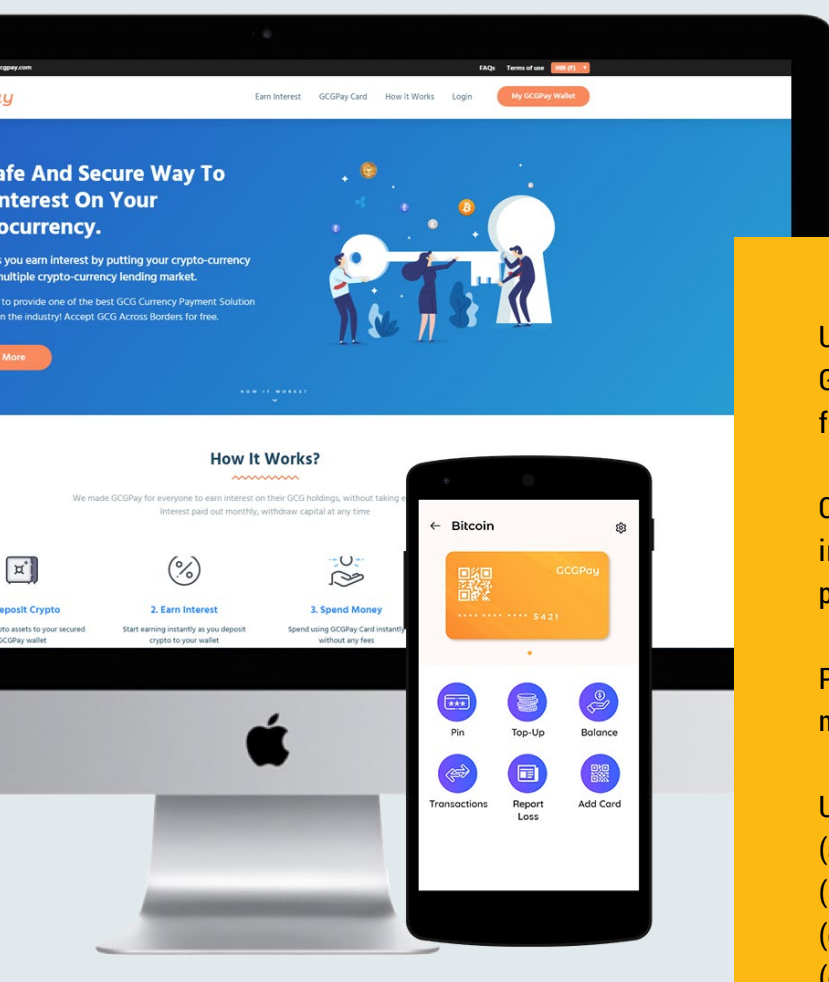 cgpay.com
FAQs Terms of use INR (₹)
ay
Earn Interest GCGPay Card How it Works Login My GCGPay Wallet
afe And Secure Way To
nterest On Your
ocurrency.
s you earn interest by putting your crypto-currency
multiple crypto-currency lending market.
to provide one of the best GCG Currency Payment Solution
n the industry! Accept GCG Across Borders for free.
More
HOW IT WORKS?
How It Works?
We made GCGPay for everyone to earn interest on their GCG holdings, without taking e
Interest paid out monthly, withdraw capital at any time
eposit Crypto
pto assets to your secured
GCGPay wallet
2. Earn Interest
Start earning instantly as you deposit
crypto to your wallet
3. Spend Money
Spend using GCGPay Card instantly
without any fees
← Bitcoin
GCGPay
•••• •••• •••• 5421
Pin Top-Up Balance
Transactions Report Loss Add Card
U
G
f
i
p
P
U
(
(
(
(